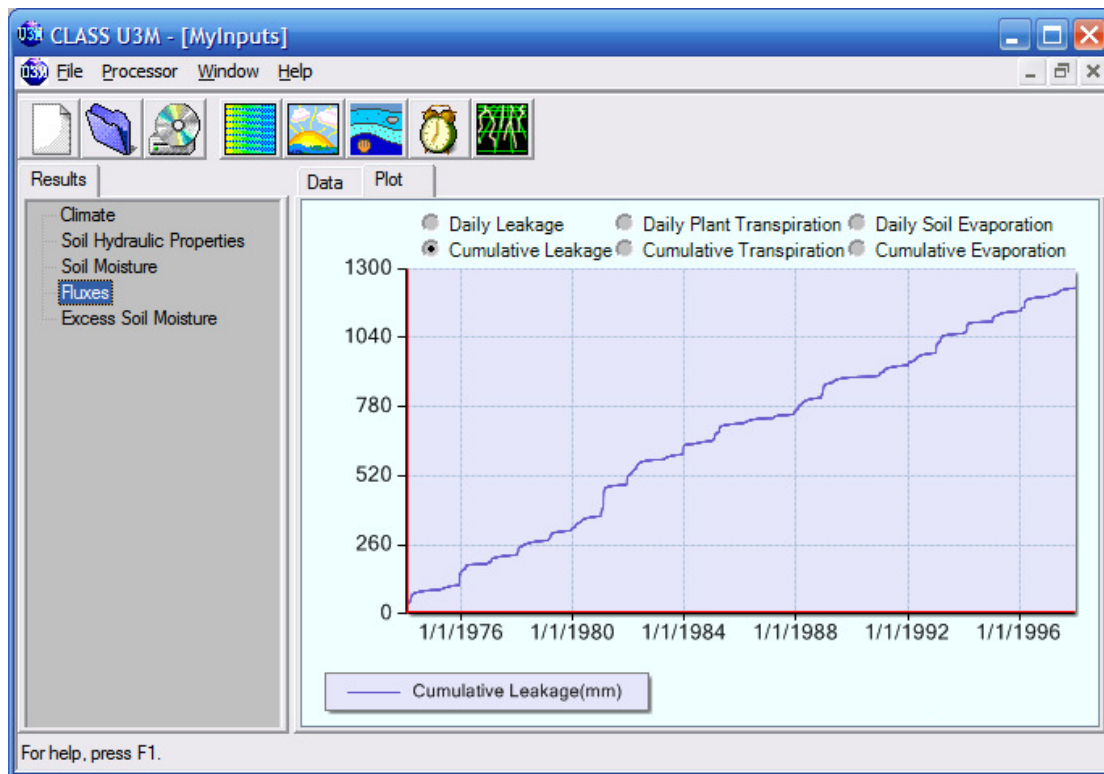 U3M CLASS U3M - [MyInputs]
U3M File Processor Window Help
Results
Data Plot
Climate
Soil Hydraulic Properties
Soil Moisture
Fluxes
Excess Soil Moisture
Daily Leakage Daily Plant Transpiration Daily Soil Evaporation
Cumulative Leakage Cumulative Transpiration Cumulative Evaporation
1300
1040
780
520
260
0
1/1/1976 1/1/1980 1/1/1984 1/1/1988 1/1/1992 1/1/1996
Cumulative Leakage(mm)
For help, press F1.